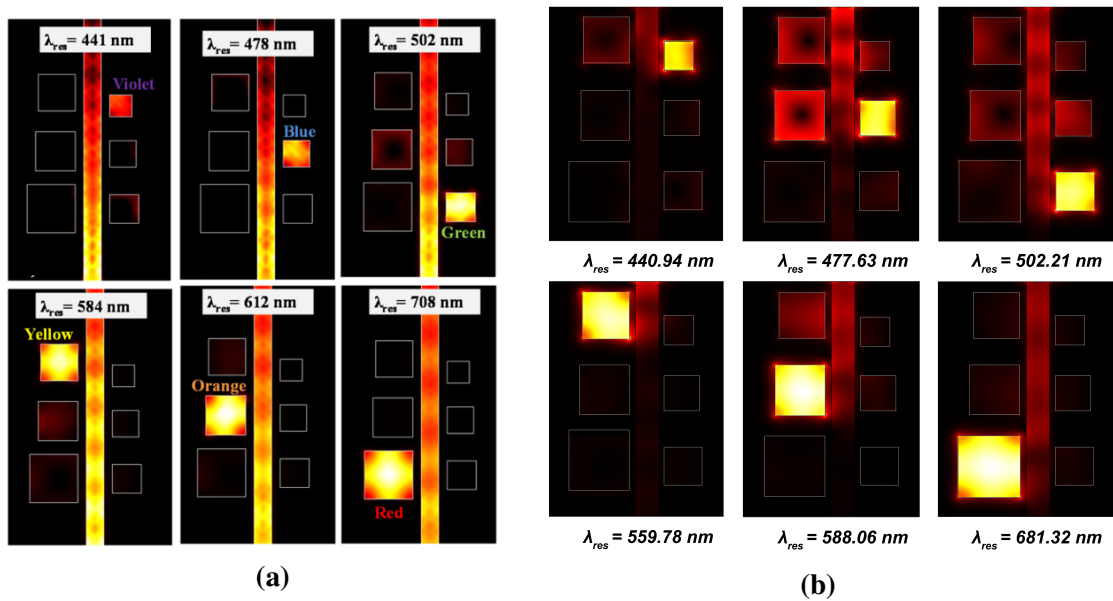 λres= 441 nm
λres= 478 nm
λres= 502 nm
Violet
Blue
Green
λres= 584 nm
λres= 612 nm
λres= 708 nm
Yellow
Orange
Red
(a)
λres = 440.94 nm
λres = 477.63 nm
λres = 502.21 nm
λres = 559.78 nm
λres = 588.06 nm
λres = 681.32 nm
(b)